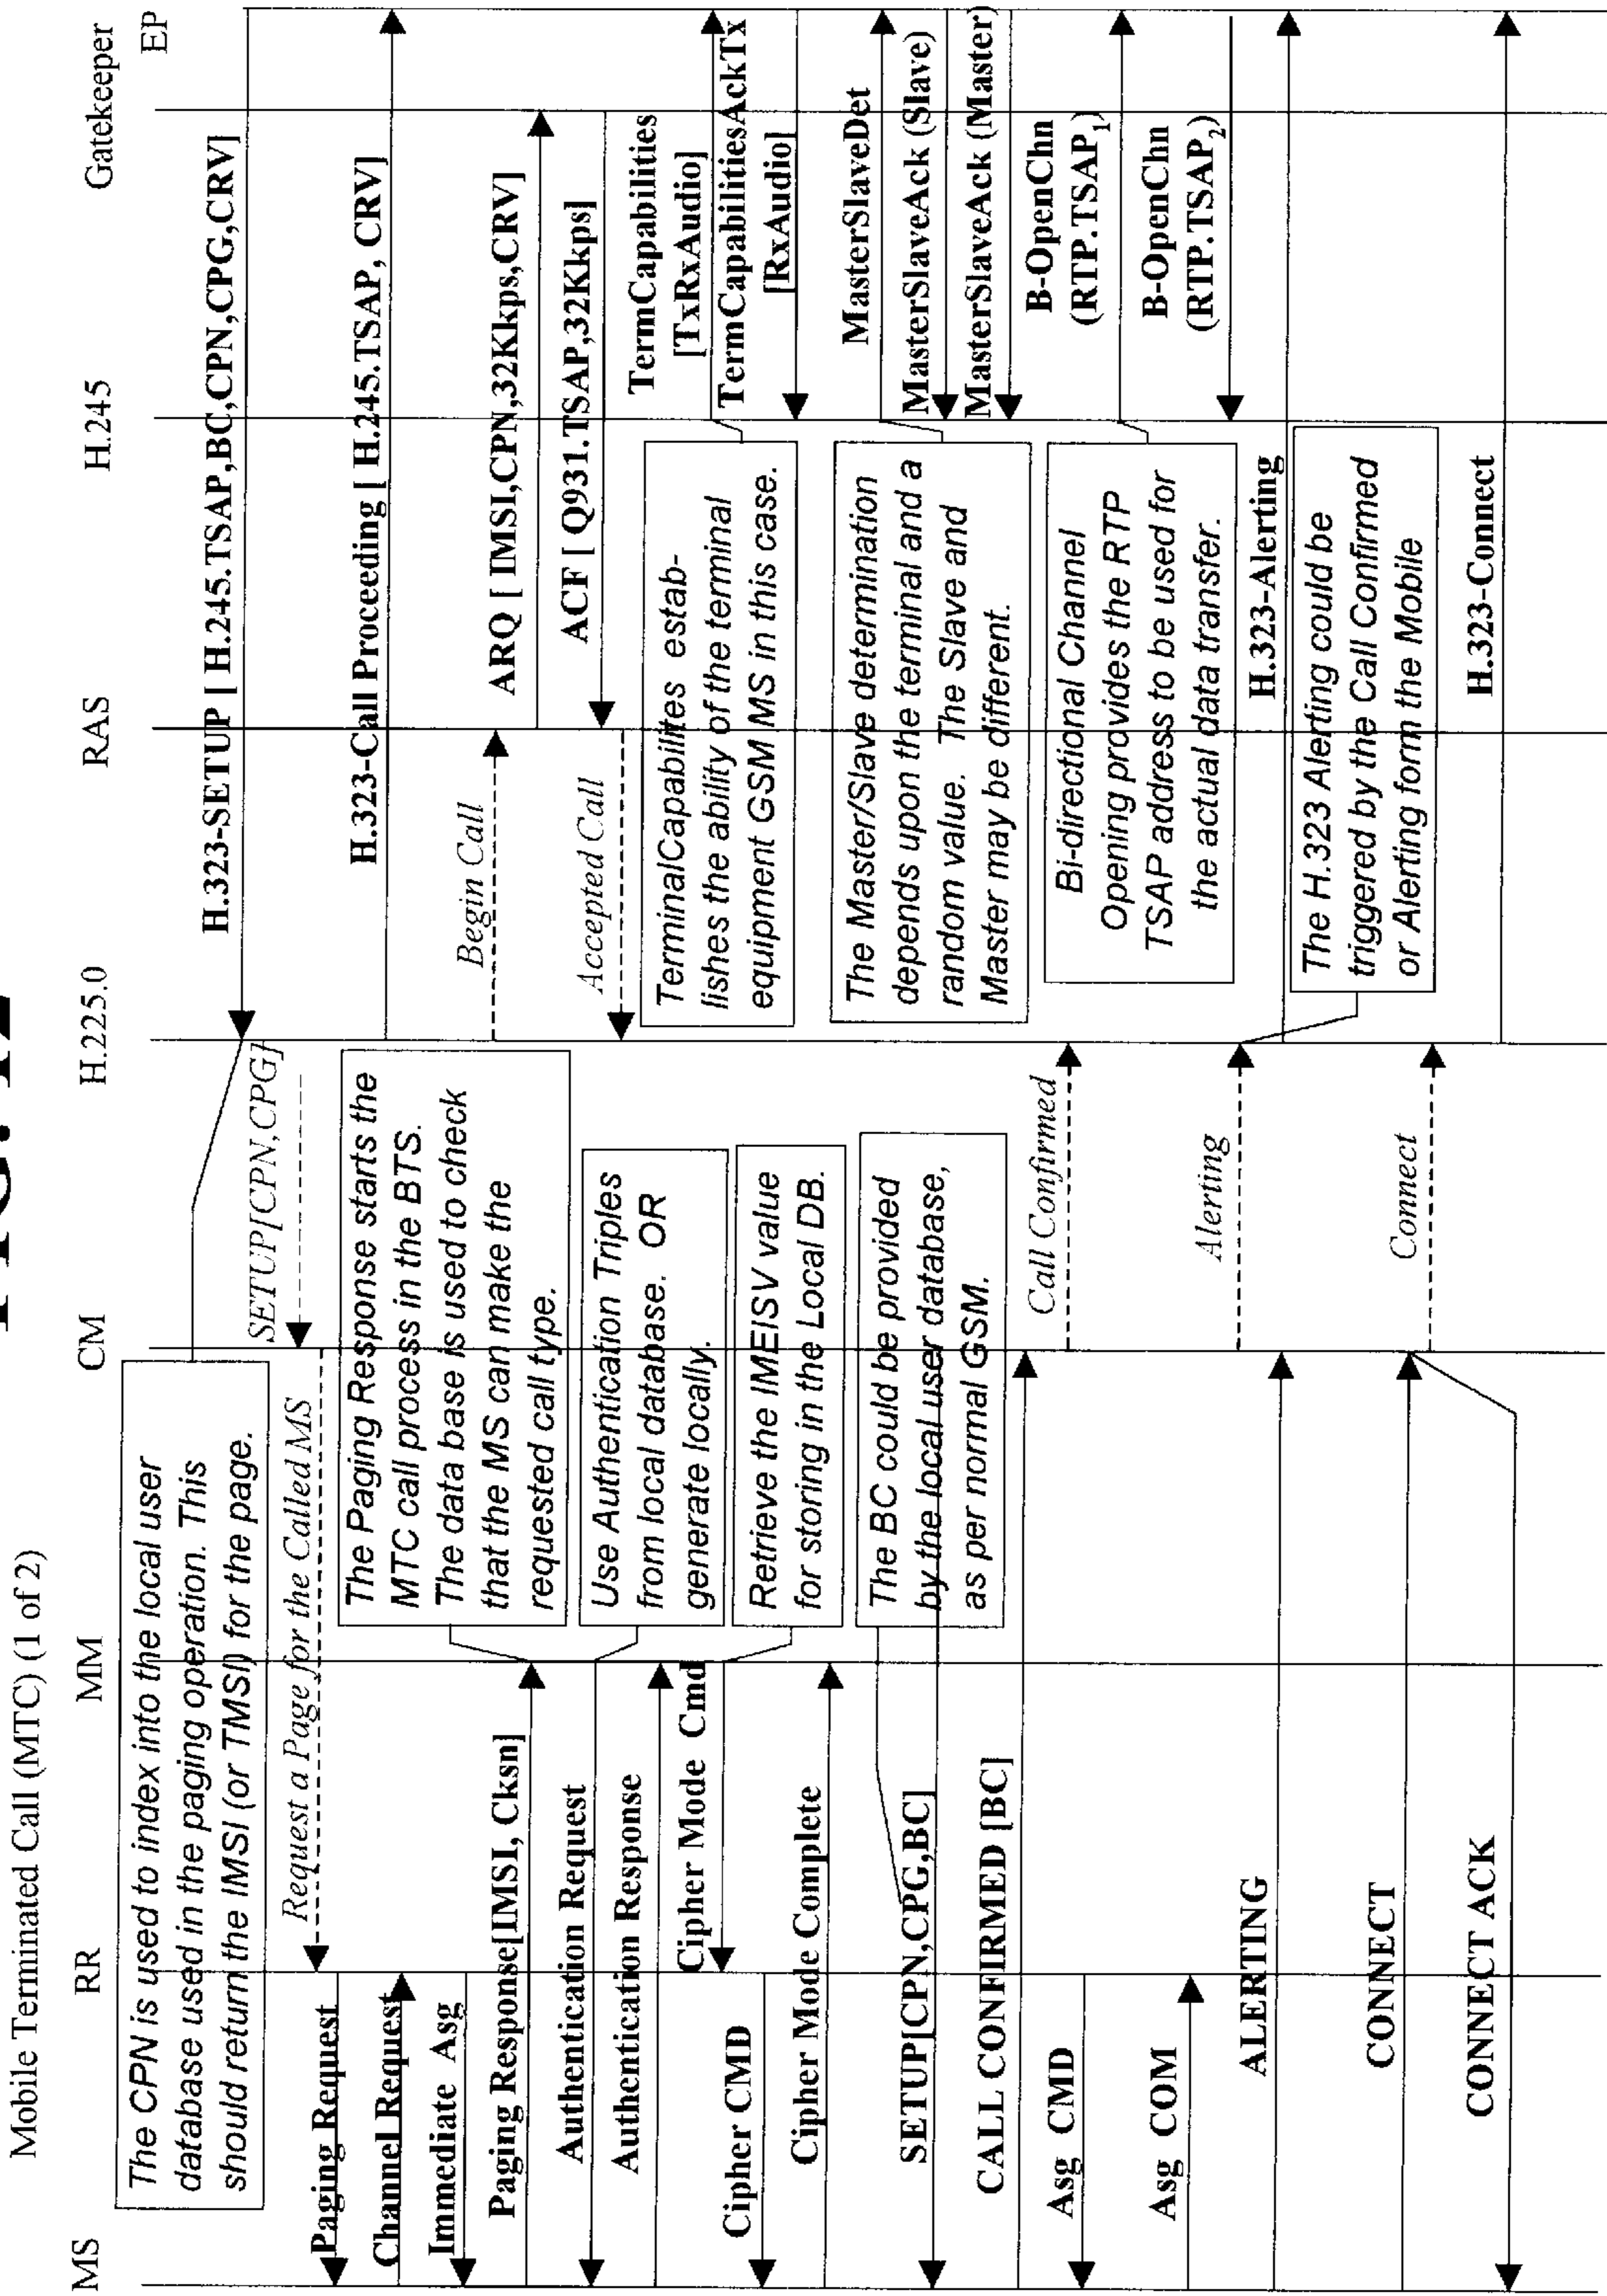 Mobile Terminated Call (MTC) (1 of 2)
MS
RR
MM
CM
H.225.0
RAS
H.245
Gatekeeper
EP
The CPN is used to index into the local user
database used in the paging operation. This
should return the IMSI (or TMSI) for the page.
H.323-SETUP [ H.245.TSAP,BC,CPN,CPG,CRV]
SETUP[CPN,CPG]
Request a Page for the Called MS
Paging Request
H.323-Call Proceeding [ H.245.TSAP, CRV]
Channel Request
The Paging Response starts the
MTC call process in the BTS.
The data base is used to check
that the MS can make the
requested call type.
Immediate Asg
Begin Call
ARQ [ IMSI,CPN,32Kkps,CRV]
Paging Response[IMSI, Cksn]
Authentication Request
Accepted Call
ACF [ Q931.TSAP,32Kkps]
Use Authentication Triples
from local database. OR
generate locally.
Authentication Response
TermCapabilities
[TxRxAudio]
TerminalCapabilites estab-
lishes the ability of the terminal
equipment GSM MS in this case.
TermCapabilitiesAckTx
[RxAudio]
Cipher Mode Cmd
Cipher CMD
Retrieve the IMEISV value
for storing in the Local DB.
Cipher Mode Complete
MasterSlaveDet
The Master/Slave determination
depends upon the terminal and a
random value. The Slave and
Master may be different.
The BC could be provided
by the local user database,
as per normal GSM.
SETUP[CPN,CPG,BC]
MasterSlaveAck (Slave)
MasterSlaveAck (Master)
CALL CONFIRMED [BC]
Call Confirmed
B-OpenChn
(RTP.TSAP1)
Bi-directional Channel
Opening provides the RTP
TSAP address to be used for
the actual data transfer.
Asg CMD
B-OpenChn
(RTP.TSAP2)
Asg COM
Alerting
ALERTING
H.323-Alerting
The H.323 Alerting could be
triggered by the Call Confirmed
or Alerting form the Mobile
CONNECT
Connect
H.323-Connect
CONNECT ACK